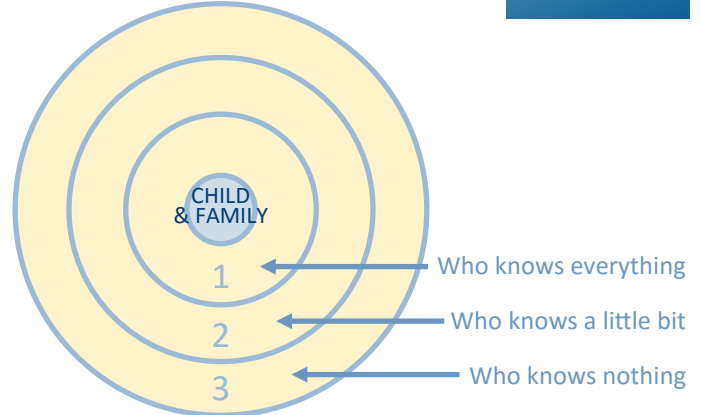 CHILD
& FAMILY
1
Who knows everything
2
Who knows a little bit
3
Who knows nothing